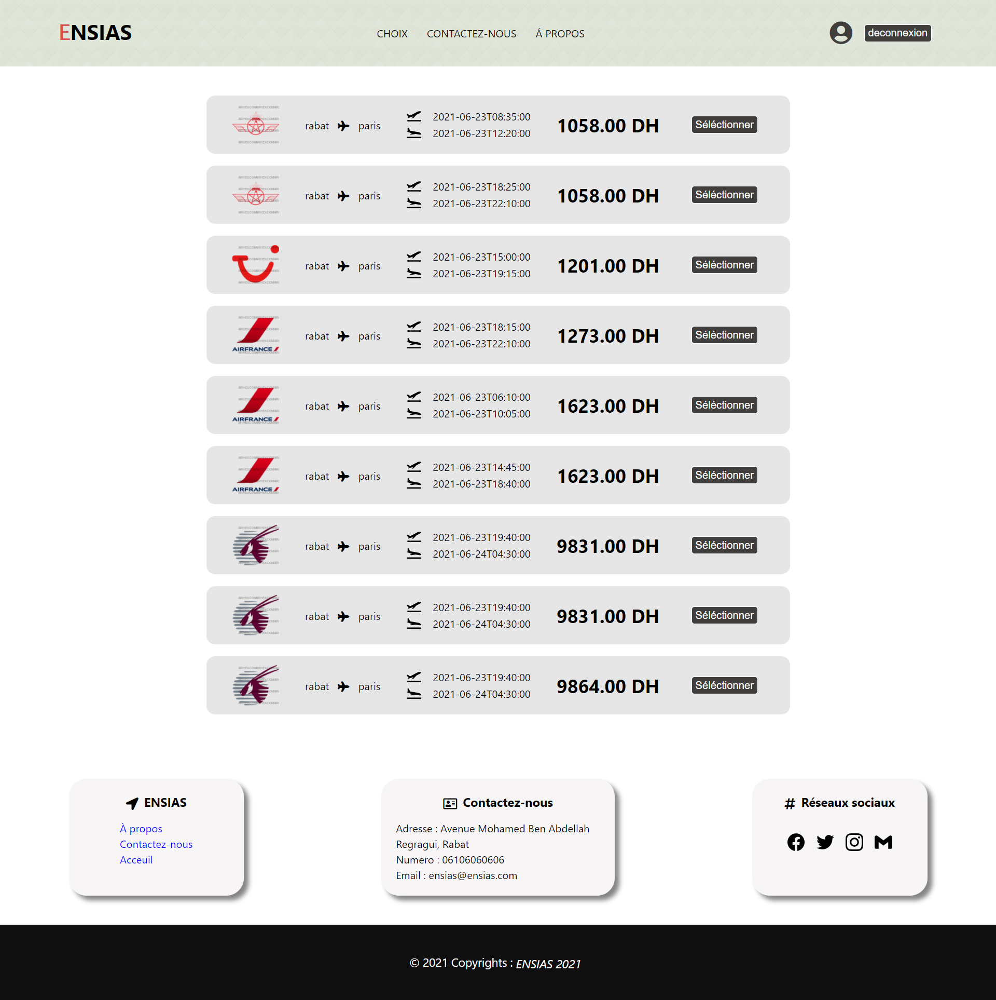 ENSIAS
CHOIX CONTACTEZ-NOUS Á PROPOS
deconnexion
rabat paris
2021-06-23T08:35:00
2021-06-23T12:20:00
1058.00 DH
Séléctionner
rabat paris
2021-06-23T18:25:00
2021-06-23T22:10:00
1058.00 DH
Séléctionner
rabat paris
2021-06-23T15:00:00
2021-06-23T19:15:00
1201.00 DH
Séléctionner
AIRFRANCE
rabat paris
2021-06-23T18:15:00
2021-06-23T22:10:00
1273.00 DH
Séléctionner
AIRFRANCE
rabat paris
2021-06-23T06:10:00
2021-06-23T10:05:00
1623.00 DH
Séléctionner
AIRFRANCE
rabat paris
2021-06-23T14:45:00
2021-06-23T18:40:00
1623.00 DH
Séléctionner
rabat paris
2021-06-23T19:40:00
2021-06-24T04:30:00
9831.00 DH
Séléctionner
rabat paris
2021-06-23T19:40:00
2021-06-24T04:30:00
9831.00 DH
Séléctionner
rabat paris
2021-06-23T19:40:00
2021-06-24T04:30:00
9864.00 DH
Séléctionner
ENSIAS
À propos
Contactez-nous
Acceuil
Contactez-nous
Adresse : Avenue Mohamed Ben Abdellah
Regragui, Rabat
Numero : 06106060606
Email : ensias@ensias.com
# Réseaux sociaux
© 2021 Copyrights : ENSIAS 2021